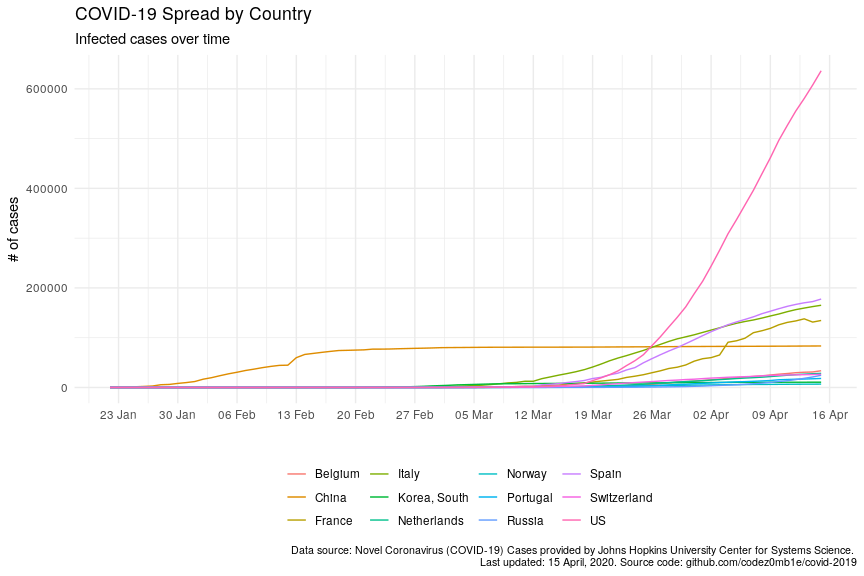 COVID-19 Spread by Country
Infected cases over time
# of cases
600000
400000
200000
0
23 Jan 30 Jan 06 Feb 13 Feb 20 Feb 27 Feb 05 Mar 12 Mar 19 Mar 26 Mar 02 Apr 09 Apr 16 Apr
Belgium Italy Norway Spain
China Korea, South Portugal Switzerland
France Netherlands Russia US
Data source: Novel Coronavirus (COVID-19) Cases provided by Johns Hopkins University Center for Systems Science.
Last updated: 15 April, 2020. Source code: github.com/codez0mb1e/covid-2019